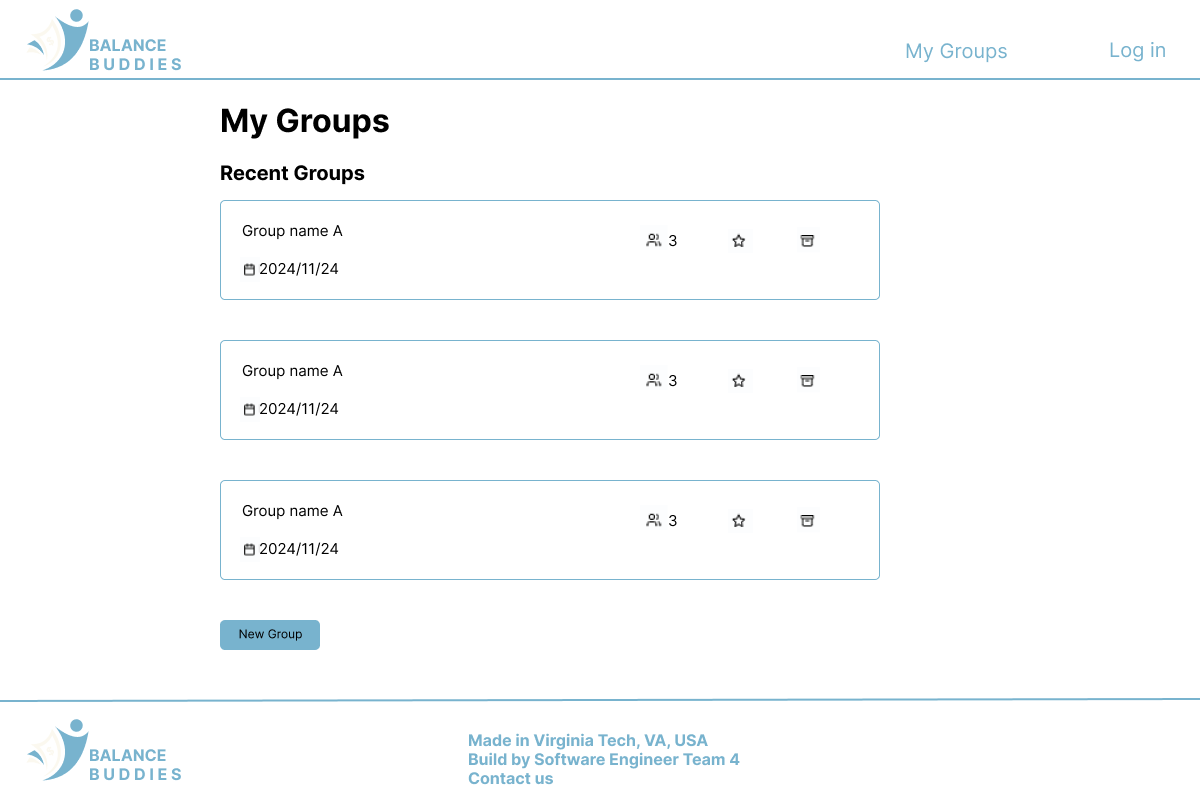 BALANCE
BUDDIES
My Groups
Log in
My Groups
Recent Groups
Group name A
3
2024/11/24
Group name A
3
2024/11/24
Group name A
3
2024/11/24
New Group
BALANCE
BUDDIES
Made in Virginia Tech, VA, USA
Build by Software Engineer Team 4
Contact us